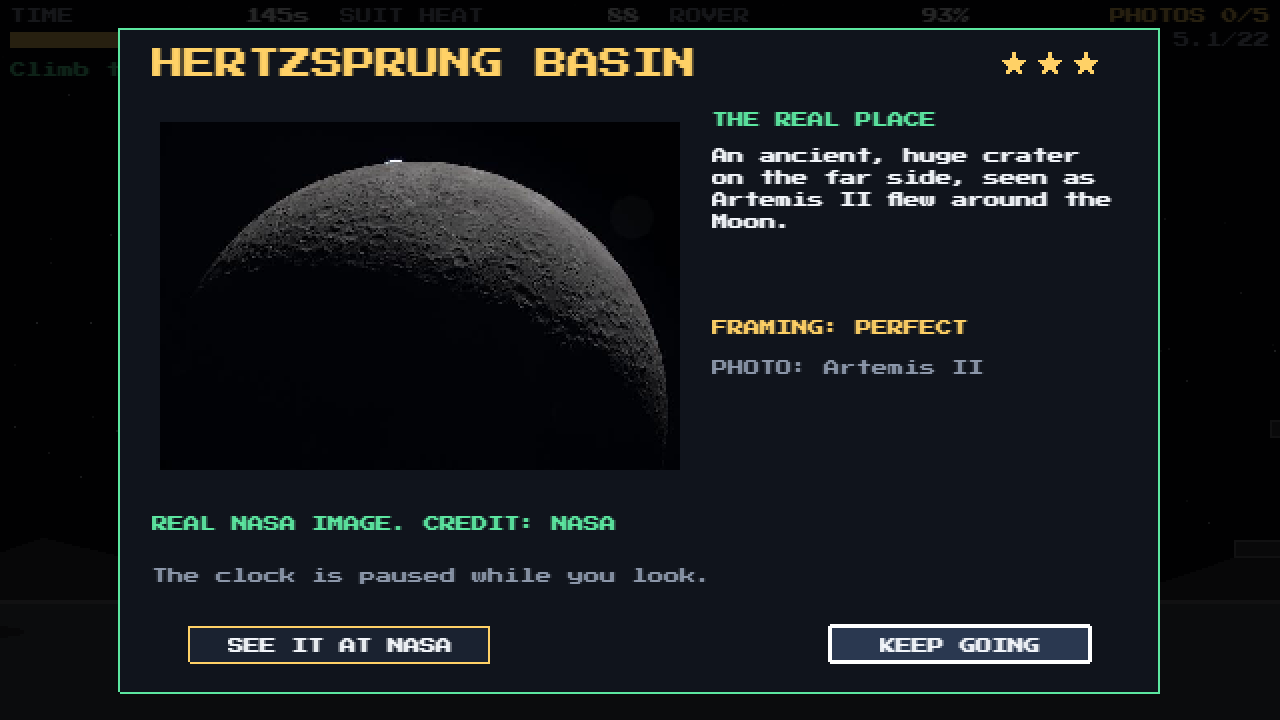 TIME 145s SUIT HEAT 88 ROVER 93% PHOTOS 0/5
5.1/22
Climb
HERTZSPRUNG BASIN
THE REAL PLACE
An ancient, huge crater
on the far side, seen as
Artemis II flew around the
Moon.
FRAMING: PERFECT
PHOTO: Artemis II
REAL NASA IMAGE. CREDIT: NASA
The clock is paused while you look.
SEE IT AT NASA
KEEP GOING